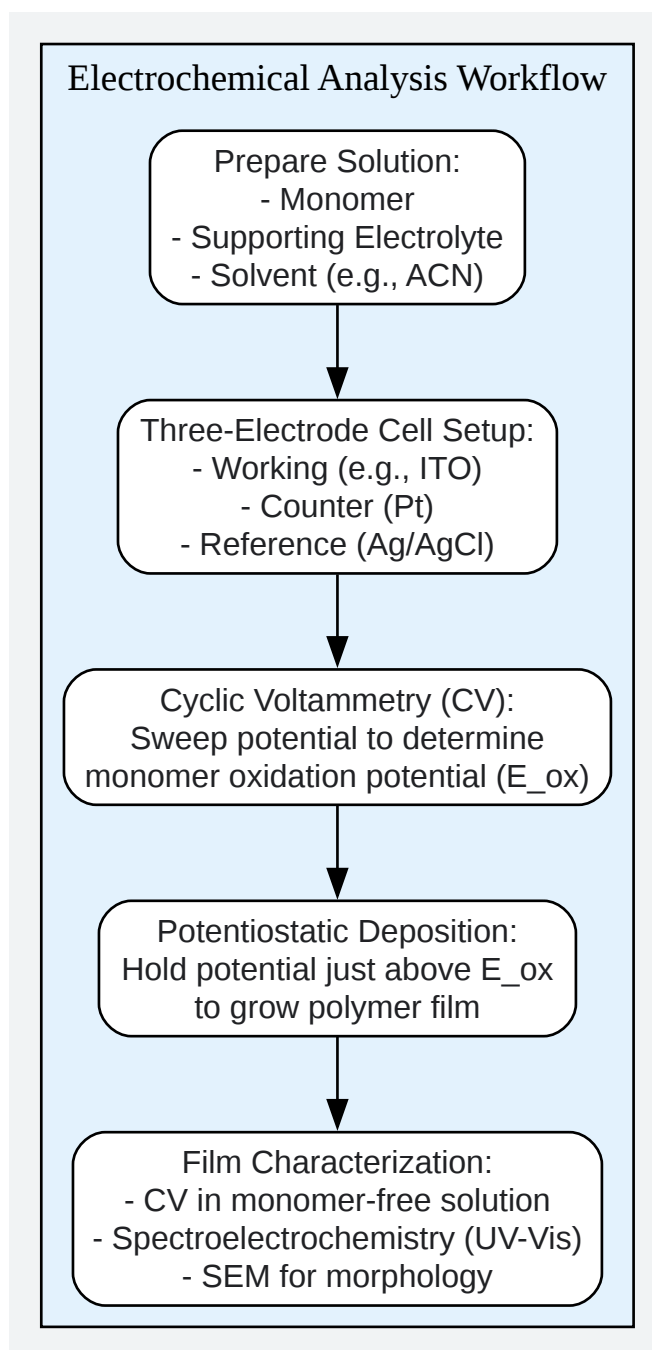 Electrochemical Analysis Workflow
Prepare Solution:
- Monomer
- Supporting Electrolyte
- Solvent (e.g., ACN)
Three-Electrode Cell Setup:
- Working (e.g., ITO)
- Counter (Pt)
- Reference (Ag/AgCl)
Cyclic Voltammetry (CV):
Sweep potential to determine
monomer oxidation potential (E_ox)
Potentiostatic Deposition:
Hold potential just above E_ox
to grow polymer film
Film Characterization:
- CV in monomer-free solution
- Spectroelectrochemistry (UV-Vis)
- SEM for morphology